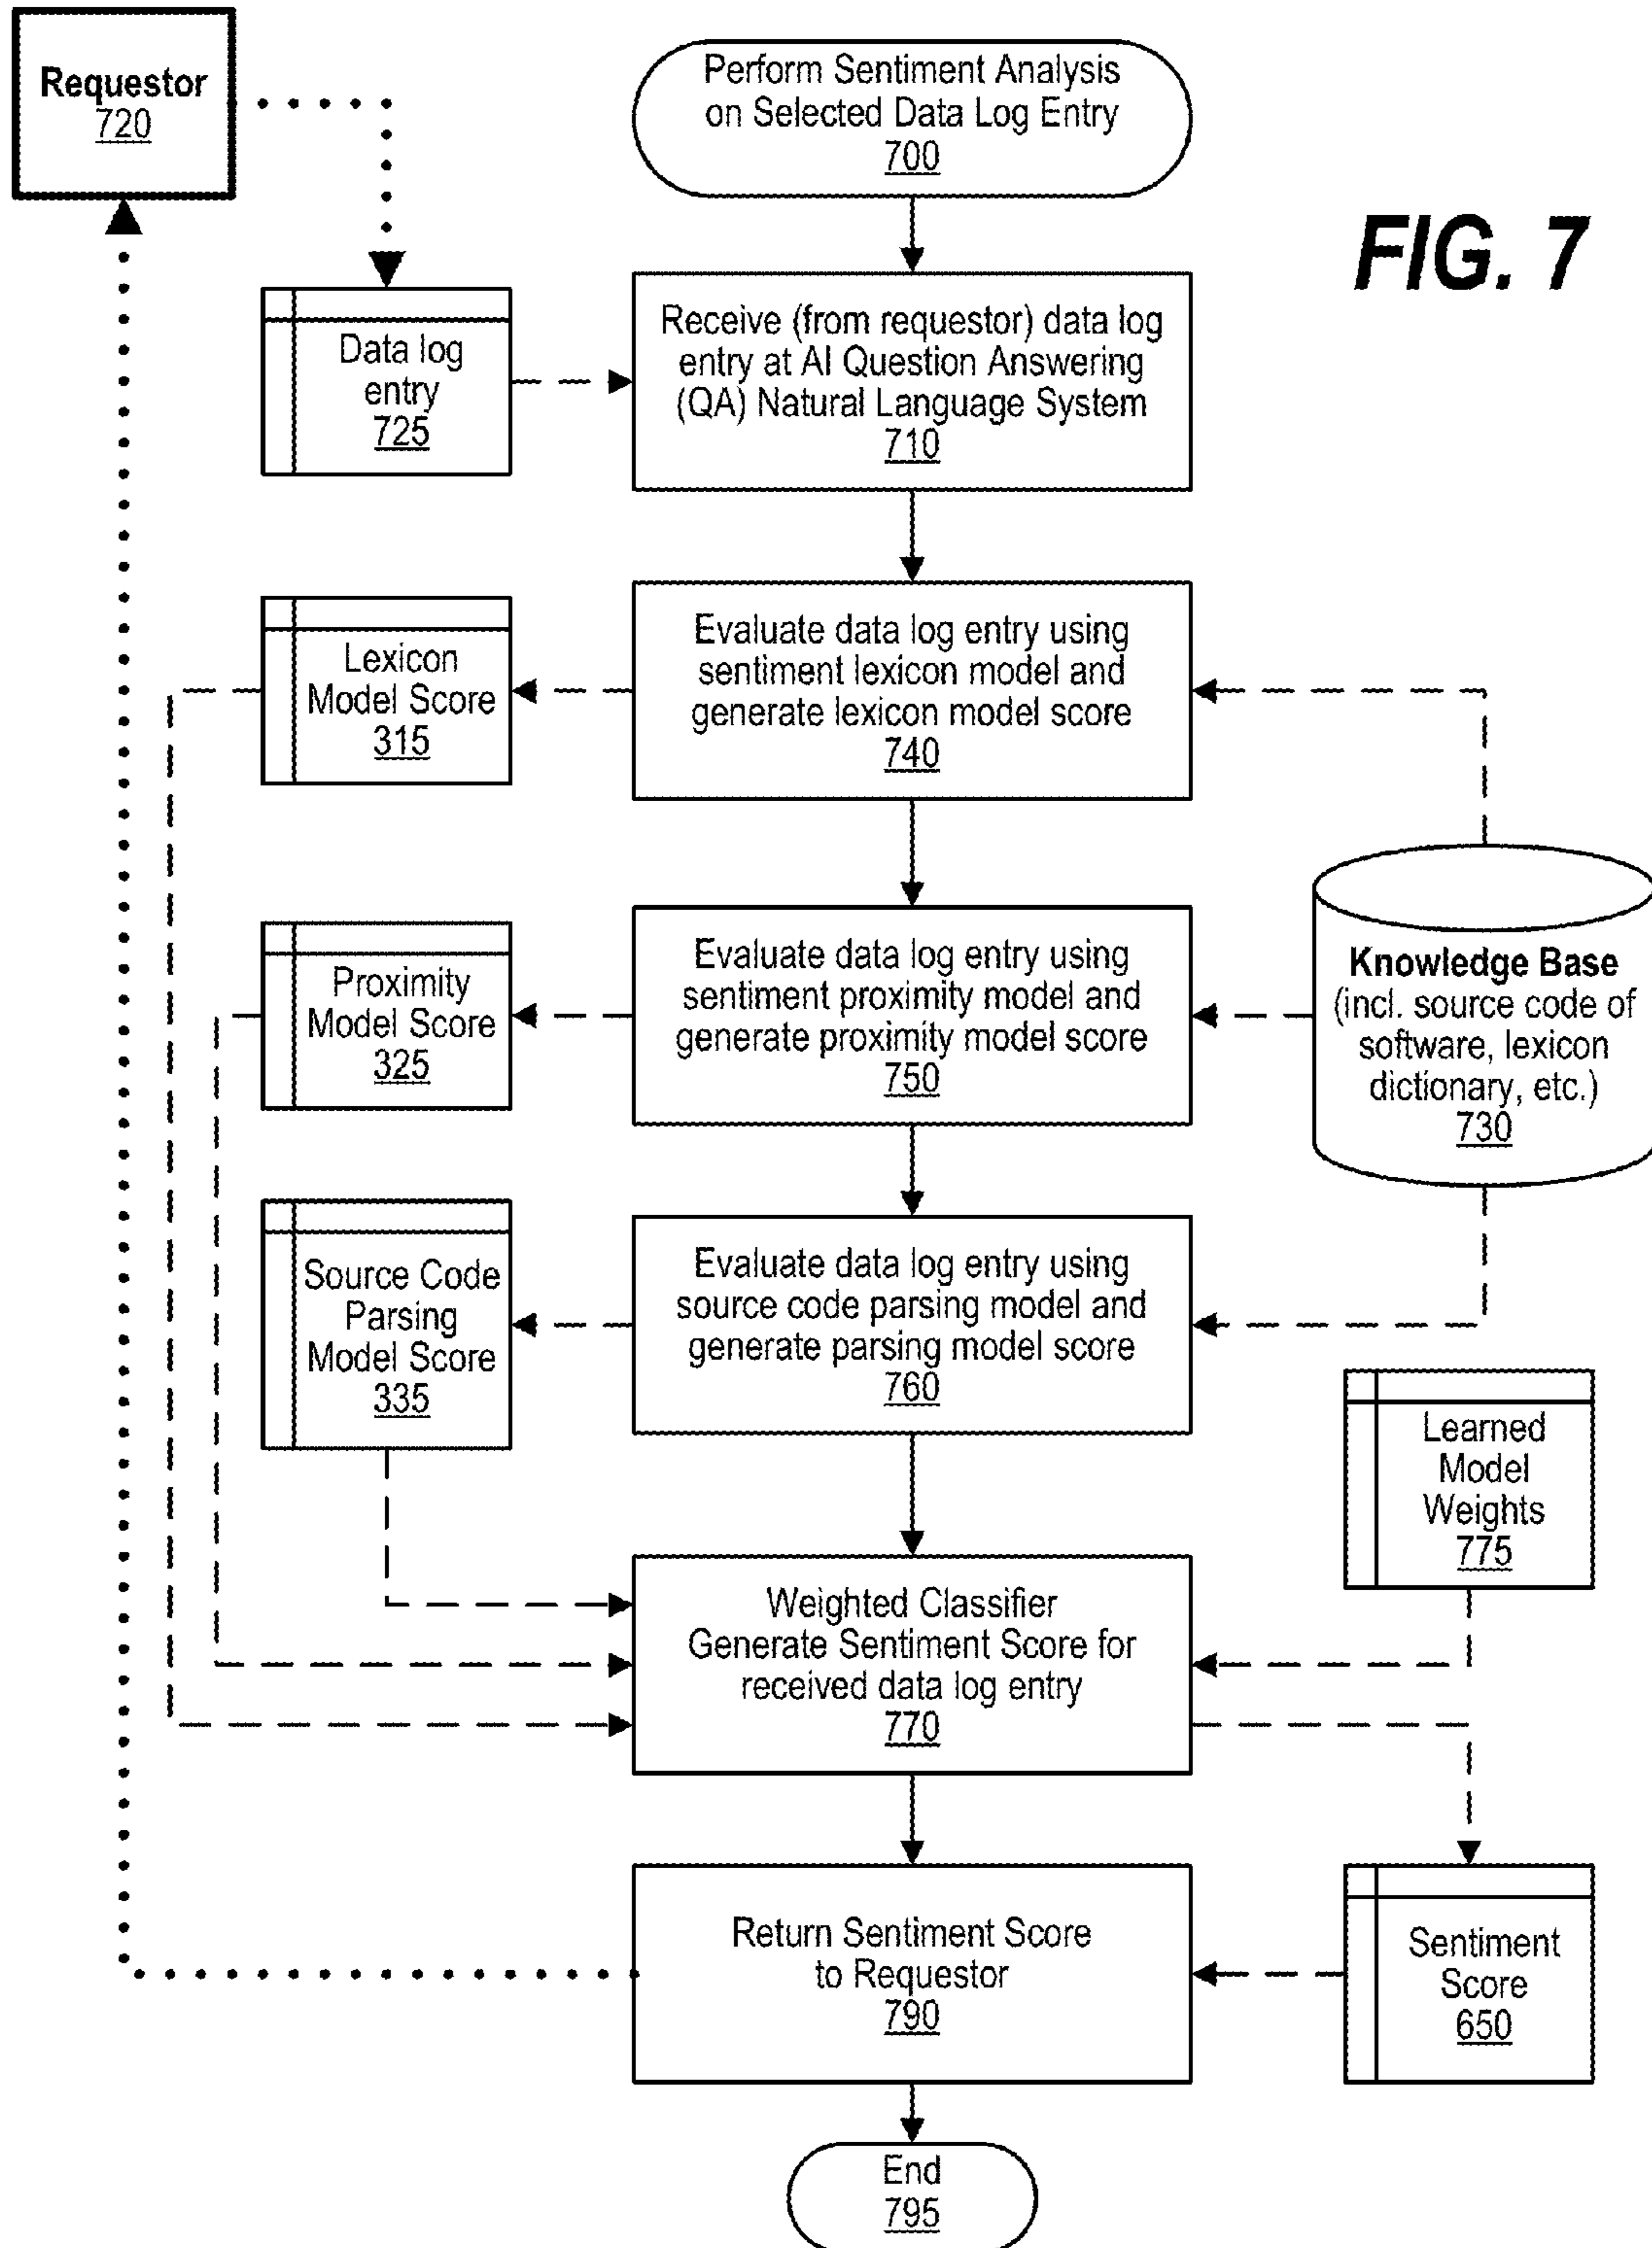 Requestor
720
Perform Sentiment Analysis
on Selected Data Log Entry
700
FIG. 7
Data log
entry
725
Receive (from requestor) data log
entry at AI Question Answering
(QA) Natural Language System
710
Lexicon
Model Score
315
Evaluate data log entry using
sentiment lexicon model and
generate lexicon model score
740
Proximity
Model Score
325
Evaluate data log entry using
sentiment proximity model and
generate proximity model score
750
Knowledge Base
(incl. source code of
software, lexicon
dictionary, etc.)
730
Source Code
Parsing
Model Score
335
Evaluate data log entry using
source code parsing model and
generate parsing model score
760
Learned
Model
Weights
775
Weighted Classifier
Generate Sentiment Score for
received data log entry
770
Return Sentiment Score
to Requestor
790
Sentiment
Score
650
End
795